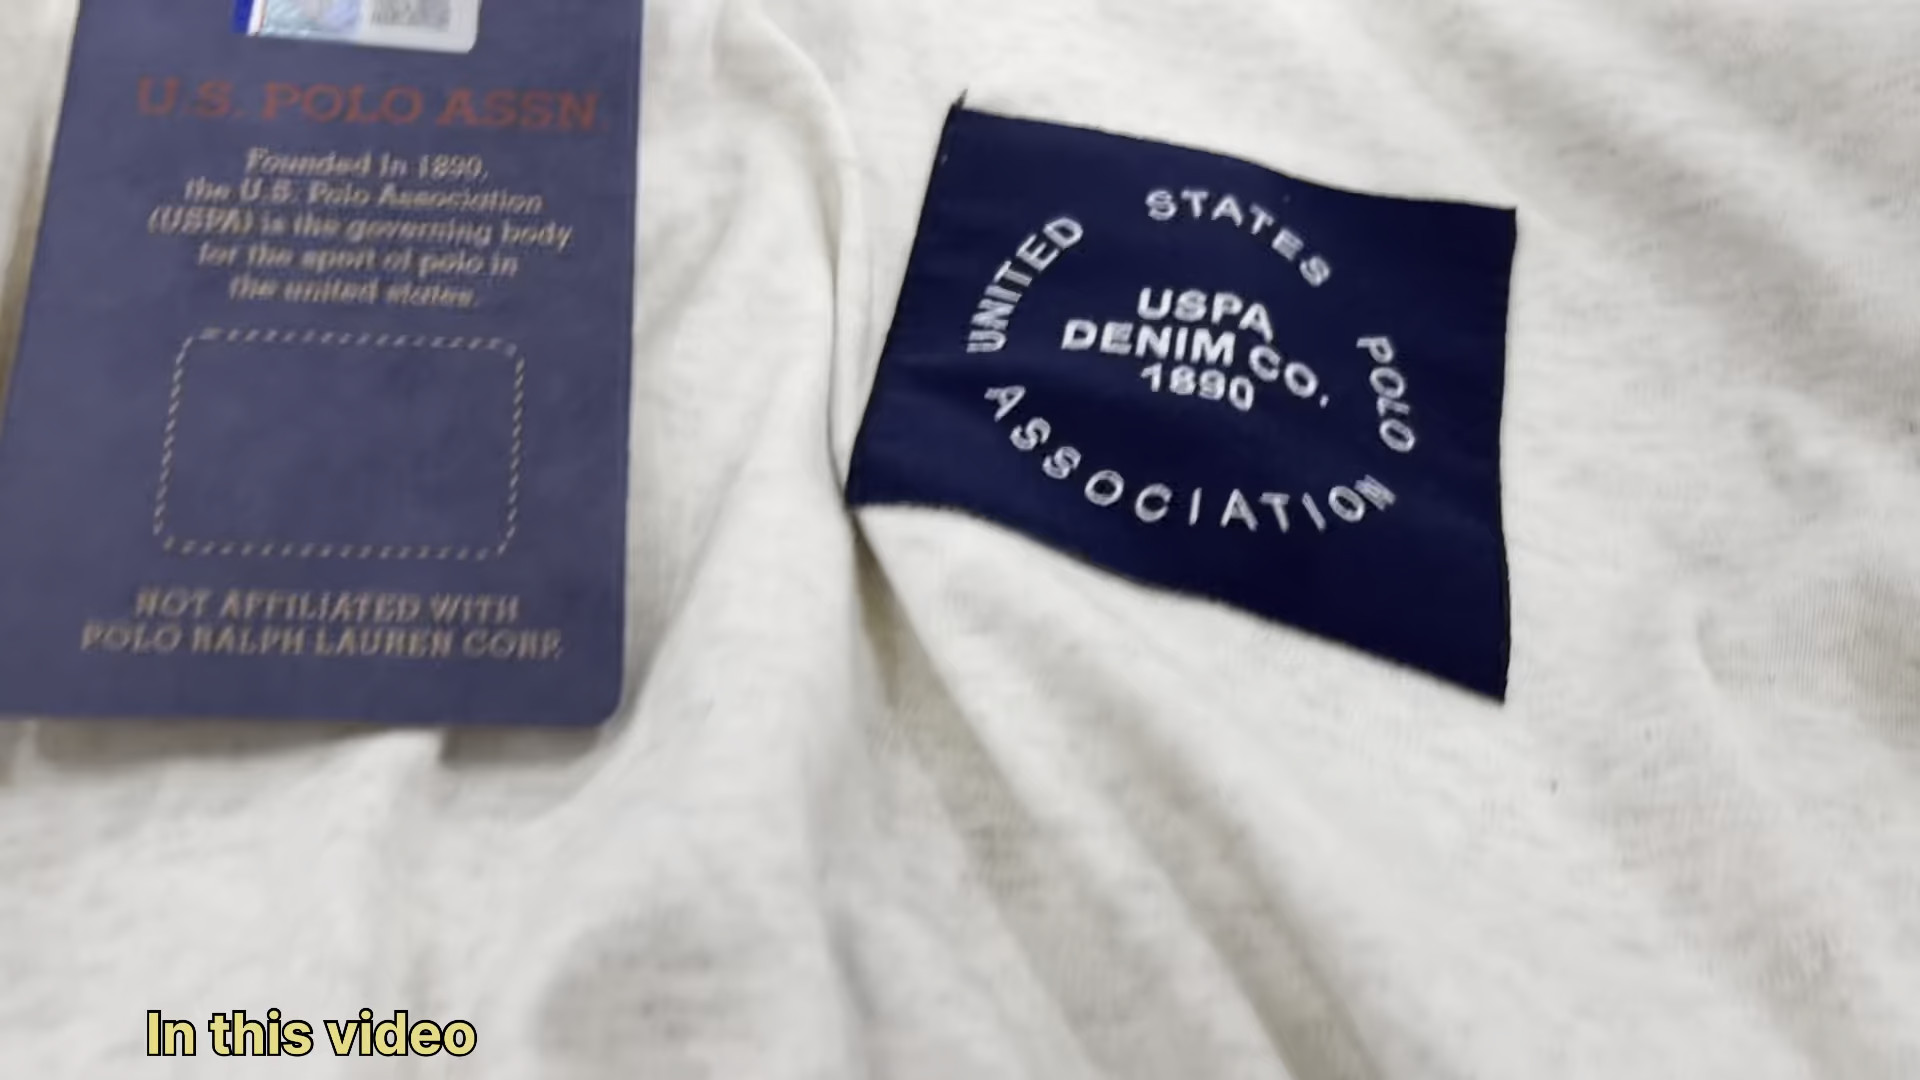 U.S. POLO ASSN.
Founded in 1890,
the U.S. Polo Association
(USPA) is the governing body
for the sport of polo in
the united states.
NOT AFFILIATED WITH
POLO RALPH LAUREN CORP.
UNITED STATES POLO ASSOCIATION
USPA
DENIM CO.
1890
In this video